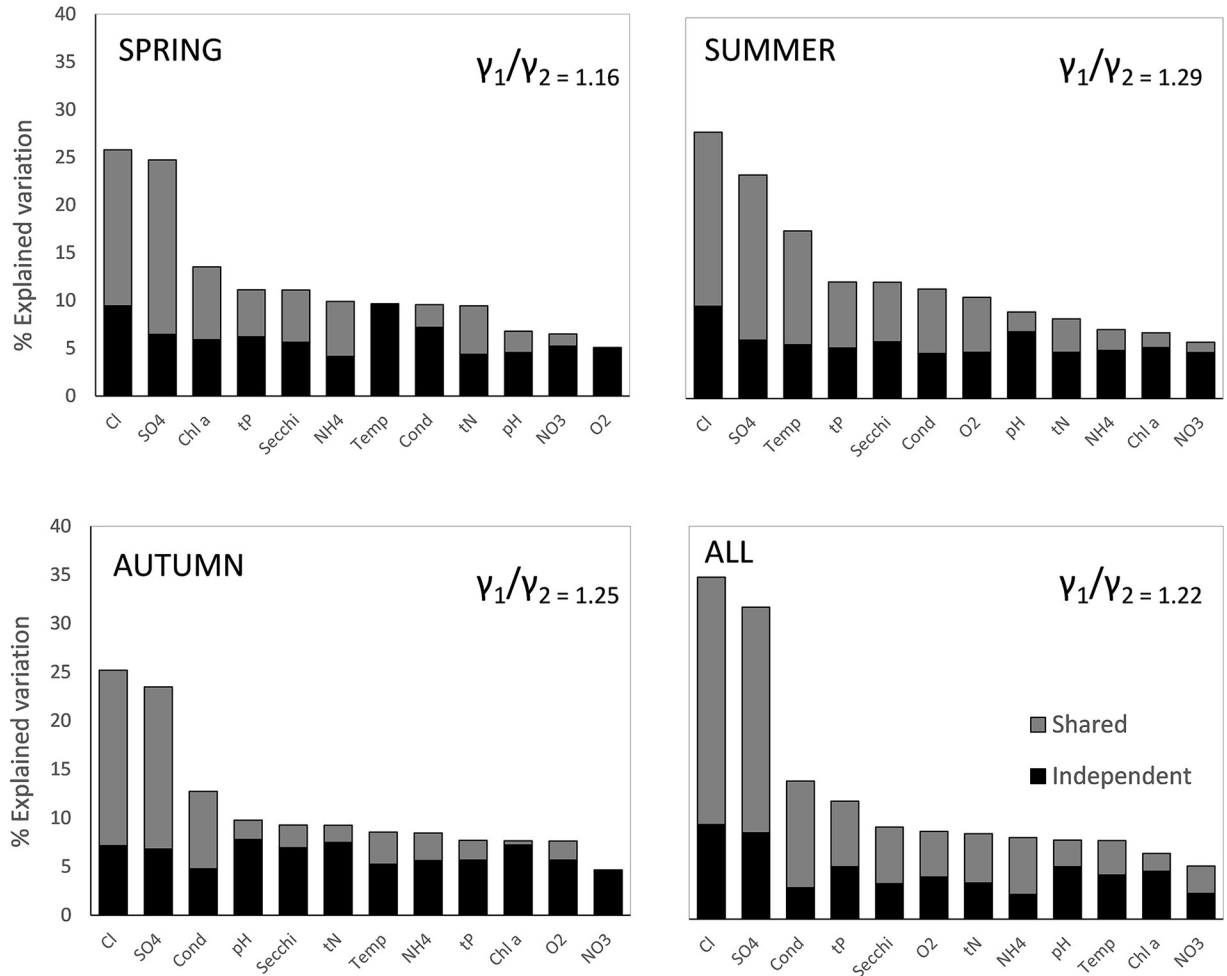 SPRING
γ1/γ2 = 1.16
% Explained variation
40
35
30
25
20
15
10
5
0
Cl
SO4
Chl a
tP
Secchi
NH4
Temp
Cond
tN
pH
NO3
O2
SUMMER
γ1/γ2 = 1.29
Cl
SO4
Temp
tP
Secchi
Cond
O2
pH
tN
NH4
Chl a
NO3
AUTUMN
γ1/γ2 = 1.25
% Explained variation
40
35
30
25
20
15
10
5
0
Cl
SO4
Cond
pH
Secchi
tN
Temp
NH4
tP
Chl a
O2
NO3
ALL
γ1/γ2 = 1.22
Shared
Independent
Cl
SO4
Cond
tP
Secchi
O2
tN
NH4
pH
Temp
Chl a
NO3